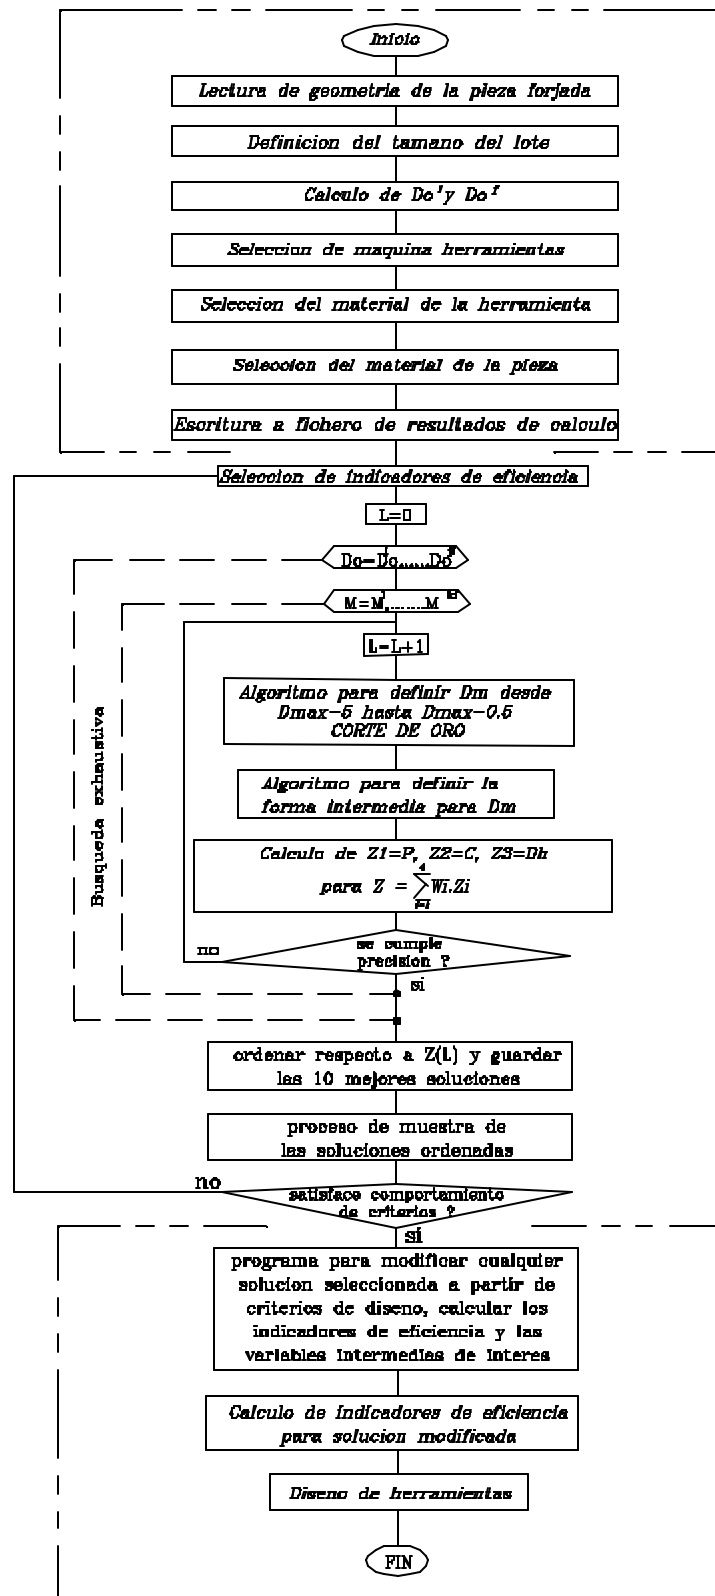 Inicio
Lectura de geometria de la pieza forjada
Definicion del tamano del lote
Calculo de Do' y Do
Seleccion de maquina herramientas
Seleccion del material de la herramienta
Seleccion del material de la pieza
Escritura a fichero de resultados de calculo
Seleccion de indicadores de eficiencia
L=0
Do=Do.......Do
M=M.........M
L=L+1
Algoritmo para definir Dm desde
Dmax-5 hasta Dmax-0.5
CORTE DE ORO
Algoritmo para definir la
forma intermedia para Dm
Calculo de Z1=P, Z2=C, Z3=Dh
4
para Z = ∑Wi.Zi
i=1
Busqueda exhaustiva
no
se cumple
precision ?
si
ordenar respecto a Z(L) y guardar
las 10 mejores soluciones
proceso de muestra de
las soluciones ordenadas
no
satisface comportamiento
de criterios ?
si
programa para modificar cualquier
solucion seleccionada a partir de
criterios de diseno, calcular los
indicadores de eficiencia y las
variables intermedias de interes
Calculo de indicadores de eficiencia
para solucion modificada
Diseno de herramientas
FIN